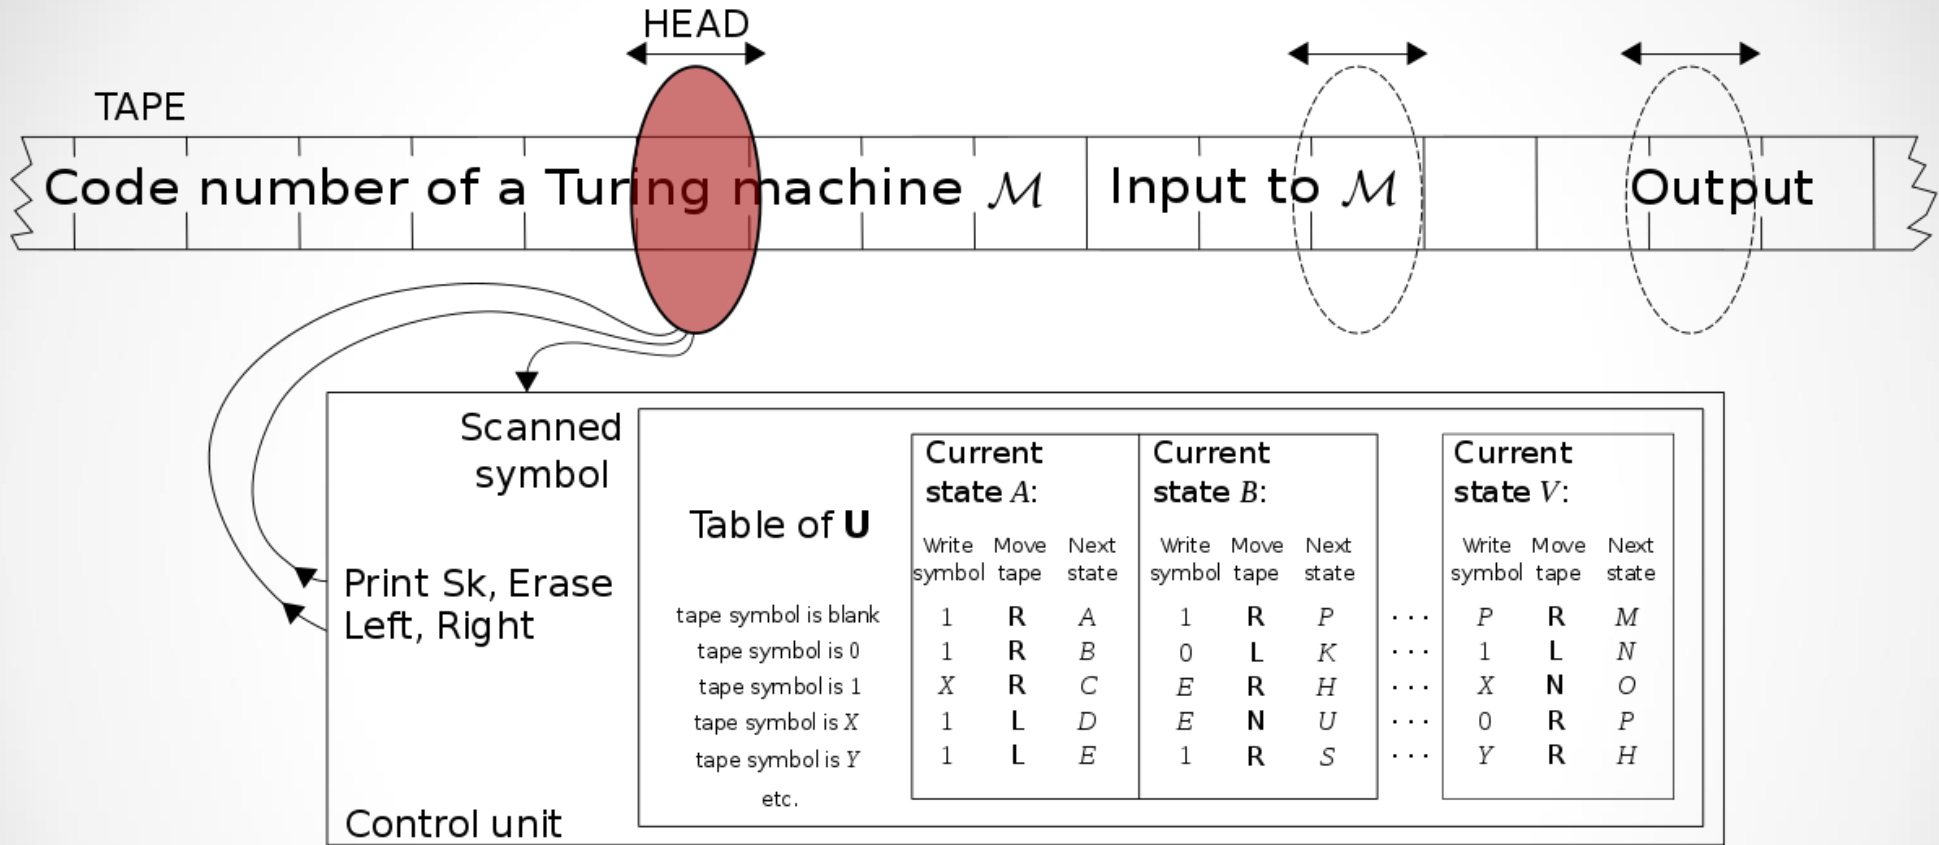 HEAD
TAPE
Code number of a Turing machine ℳ Input to ℳ Output
Scanned
symbol
Print Sk, Erase
Left, Right
Control unit
Table of U
Current Current Current
state A: state B: state V:
Write Move Next Write Move Next Write Move Next
symbol tape state symbol tape state symbol tape state
tape symbol is blank 1 R A 1 R P ··· P R M
tape symbol is 0 1 R B 0 L K ··· 1 L N
tape symbol is 1 X R C E R H ··· X N O
tape symbol is X 1 L D E N U ··· 0 R P
tape symbol is Y 1 L E 1 R S ··· Y R H
etc.